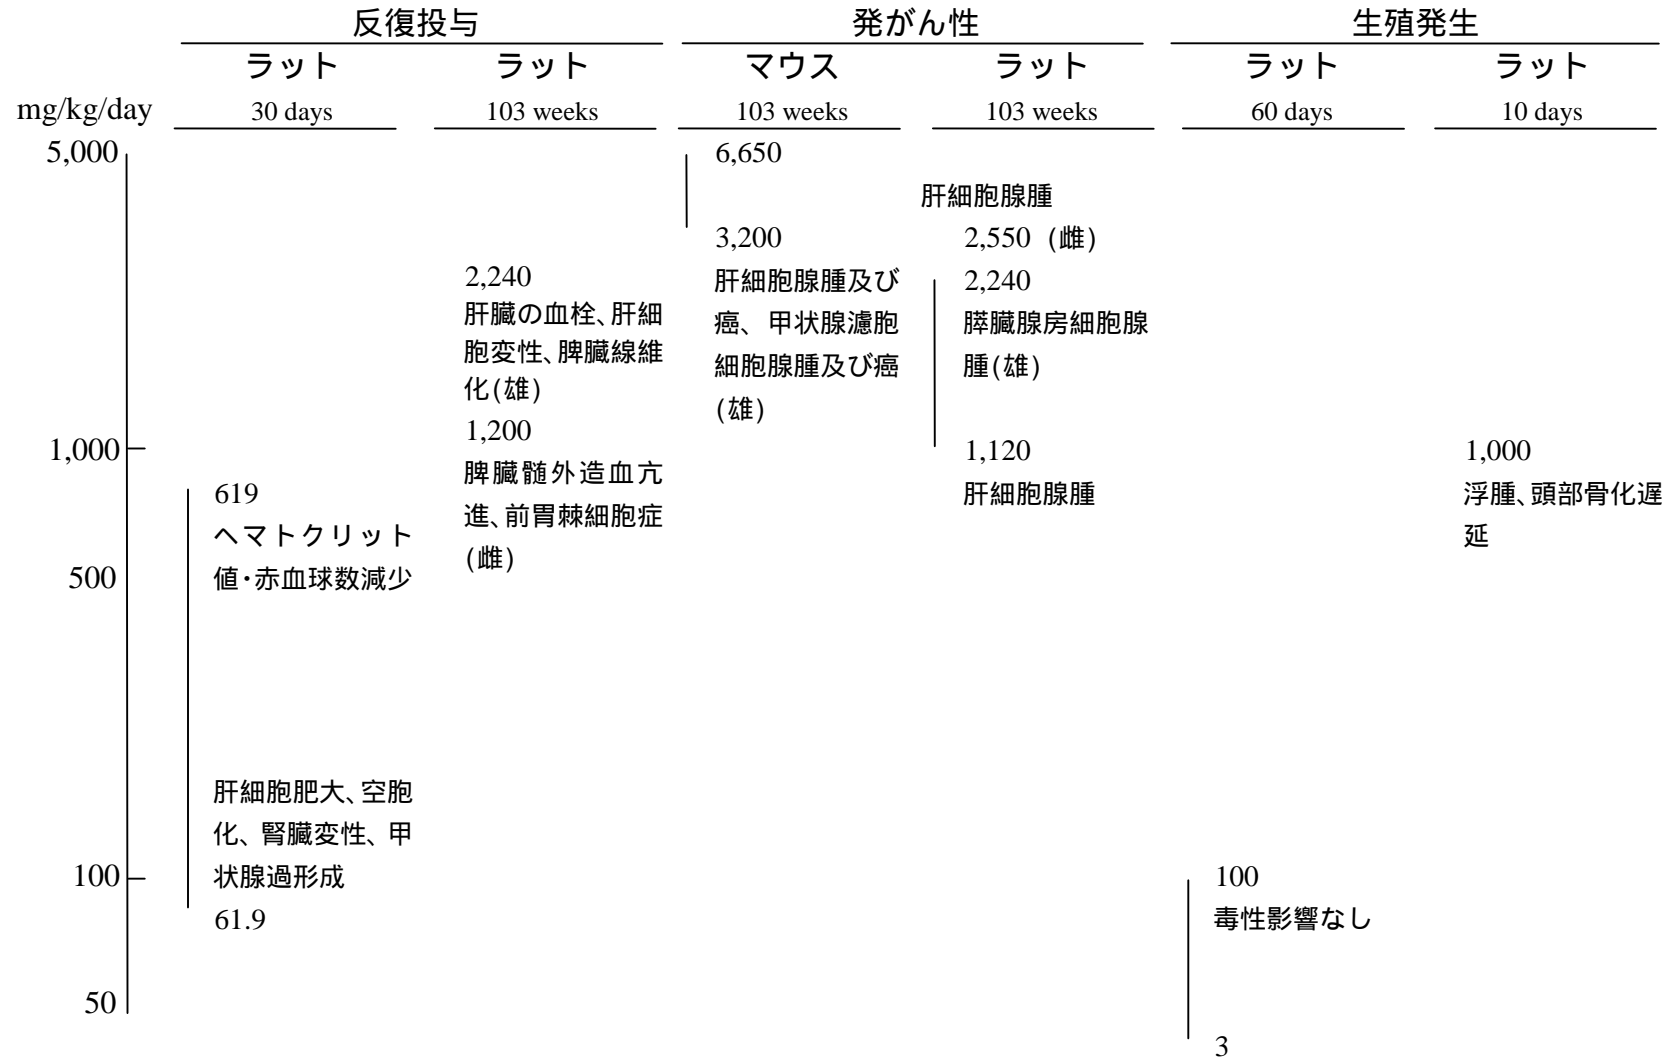 反復投与
発がん性
生殖発生
ラット
ラット
マウス
ラット
ラット
ラット
mg/kg/day
30 days
103 weeks
103 weeks
103 weeks
60 days
10 days
5,000
1,000
500
100
50
619
ヘマトクリット
値・赤血球数減少
肝細胞肥大、空胞
化、腎臓変性、甲
状腺過形成
61.9
2,240
肝臓の血栓、肝細
胞変性、脾臓線維
化(雄)
1,200
脾臓髄外造血亢
進、前胃棘細胞症
(雌)
6,650
3,200
肝細胞腺腫及び
癌、甲状腺濾胞
細胞腺腫及び癌
(雄)
肝細胞腺腫
2,550 (雌)
2,240
膵臓腺房細胞腺
腫(雄)
1,120
肝細胞腺腫
100
毒性影響なし
3
1,000
浮腫、頭部骨化遅
延